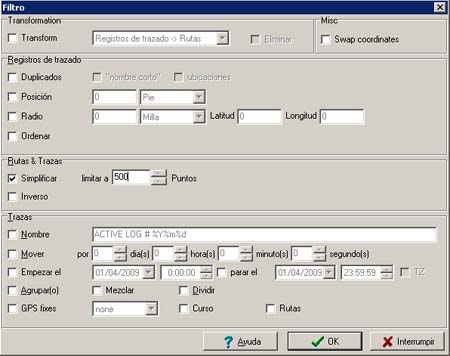 Filtro
Transformation
Misc
Transform
Registros de trazado -> Rutas
Eliminar
Swap coordinates
Registros de trazado
Duplicados
"nombre corto"
ubicaciones
Posición
0
Pie
Radio
0
Milla
Latitud
0
Longitud
0
Ordenar
Rutas & Trazas
Simplificar
limitar a
500
Puntos
Inverso
Trazas
Nombre
ACTIVE LOG # %Y%m%d
Mover
por
0
dia(s)
0
hora(s)
0
minuto(s)
0
segundo(s)
Empezar el
01/04/2009
0:00:00
parar el
01/04/2009
23:59:59
TZ
Agrupar(o)
Mezclar
Dividir
GPS fixes
none
Curso
Rutas
? Ayuda
OK
Interrumpir